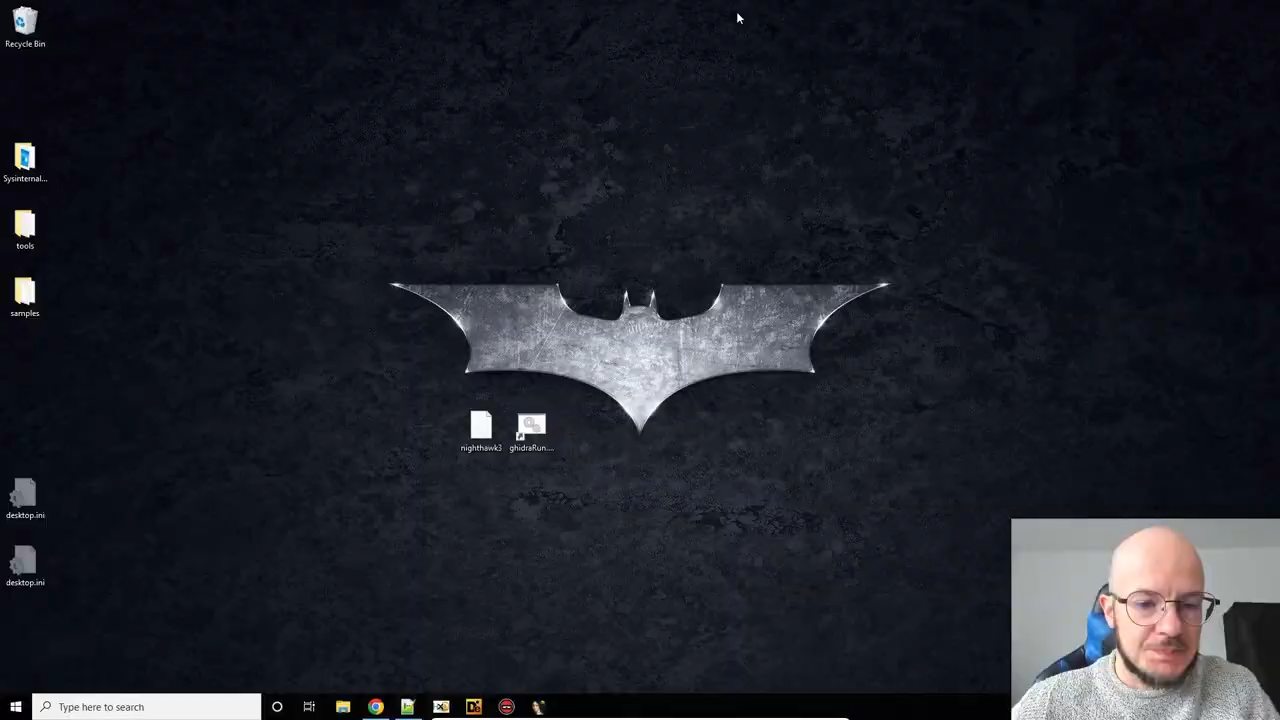 Recycle Bin
Sysinternal...
tools
samples
nighthawk3
ghidraRun....
desktop.ini
desktop.ini
Type here to search